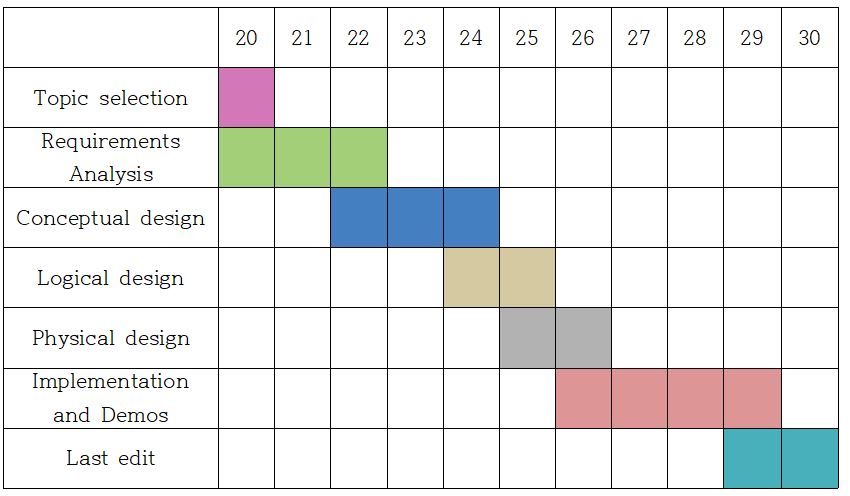 20 21 22 23 24 25 26 27 28 29 30
Topic selection
Requirements
Analysis
Conceptual design
Logical design
Physical design
Implementation
and Demos
Last edit